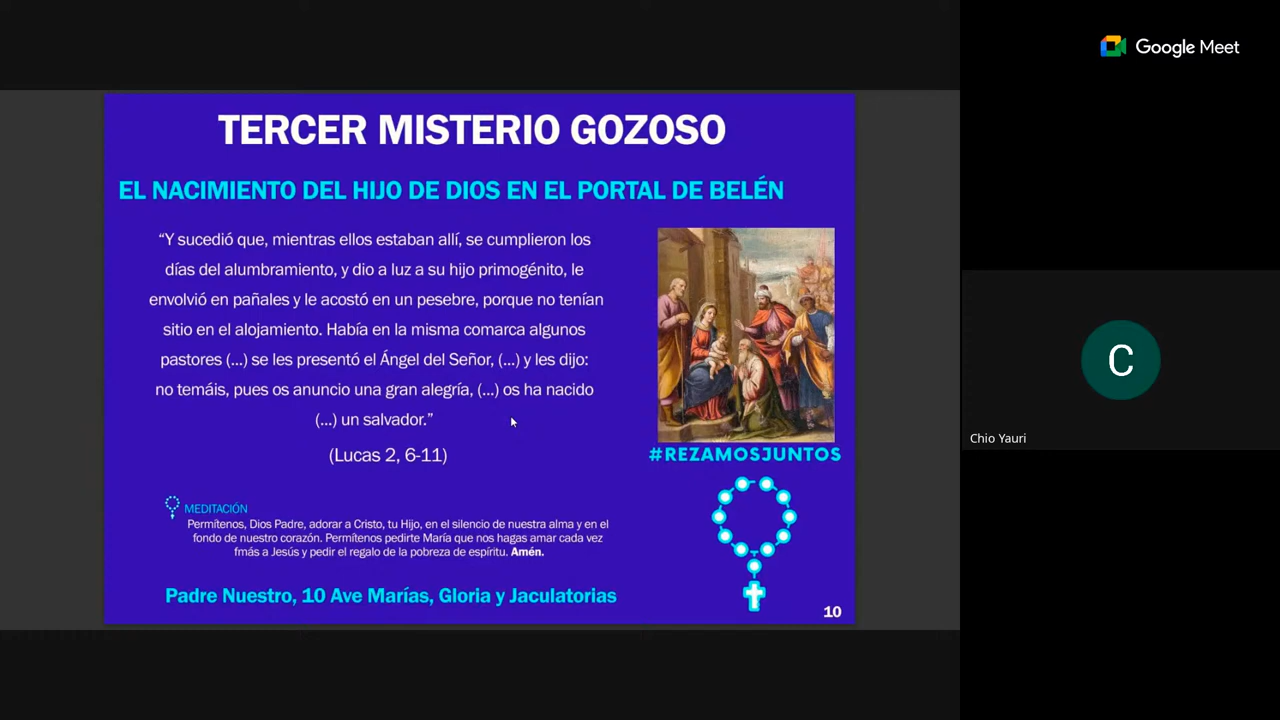 TERCER MISTERIO GOZOSO
EL NACIMIENTO DEL HIJO DE DIOS EN EL PORTAL DE BELÉN
“Y sucedió que, mientras ellos estaban allí, se cumplieron los
días del alumbramiento, y dio a luz a su hijo primogénito, le
envolvió en pañales y le acostó en un pesebre, porque no tenían
sitio en el alojamiento. Había en la misma comarca algunos
pastores (...) se les presentó el Ángel del Señor, (...) y les dijo:
no temáis, pues os anuncio una gran alegría, (...) os ha nacido
(...) un salvador.”
(Lucas 2, 6-11)
#REZAMOSJUNTOS
MEDITACIÓN
Permítenos, Dios Padre, adorar a Cristo, tu Hijo, en el silencio de nuestra alma y en el
fondo de nuestro corazón. Permítenos pedirte María que nos hagas amar cada vez
fmás a Jesús y pedir el regalo de la pobreza de espíritu. Amén.
Padre Nuestro, 10 Ave Marías, Gloria y Jaculatorias
10
Google Meet
C
Chio Yauri